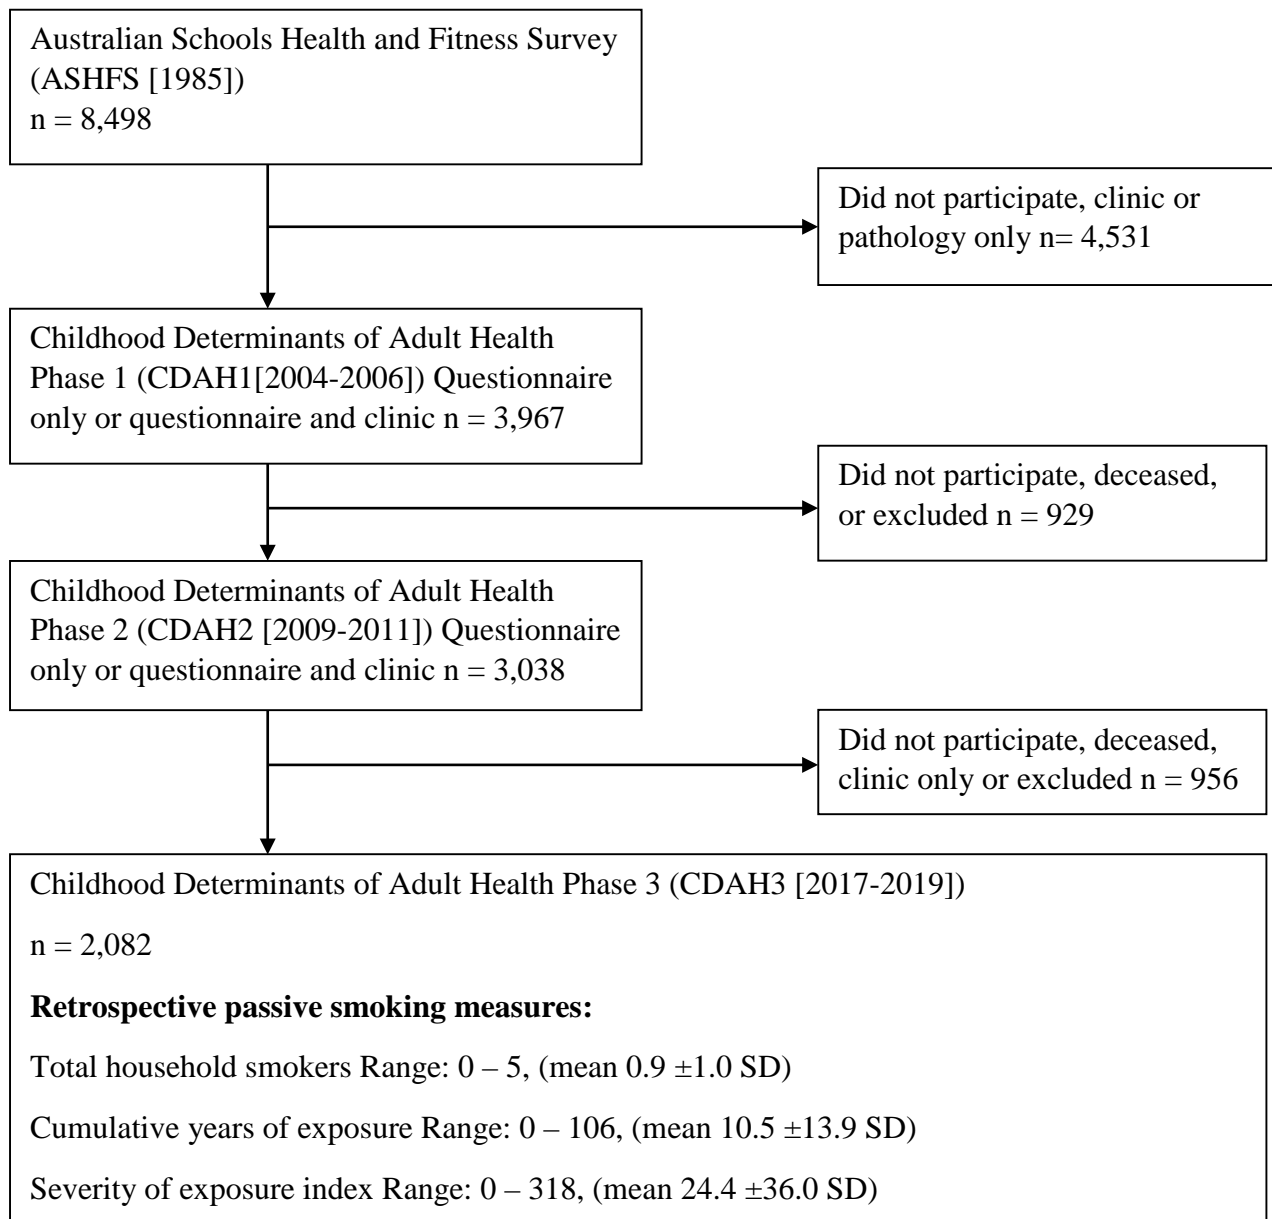 Australian Schools Health and Fitness Survey
(ASHFS [1985])
n = 8,498
Did not participate, clinic or
pathology only n= 4,531
Childhood Determinants of Adult Health
Phase 1 (CDAH1[2004-2006]) Questionnaire
only or questionnaire and clinic n = 3,967
Did not participate, deceased,
or excluded n = 929
Childhood Determinants of Adult Health
Phase 2 (CDAH2 [2009-2011]) Questionnaire
only or questionnaire and clinic n = 3,038
Did not participate, deceased,
clinic only or excluded n = 956
Childhood Determinants of Adult Health Phase 3 (CDAH3 [2017-2019])
n = 2,082
Retrospective passive smoking measures:
Total household smokers Range: 0 – 5, (mean 0.9 ±1.0 SD)
Cumulative years of exposure Range: 0 – 106, (mean 10.5 ±13.9 SD)
Severity of exposure index Range: 0 – 318, (mean 24.4 ±36.0 SD)